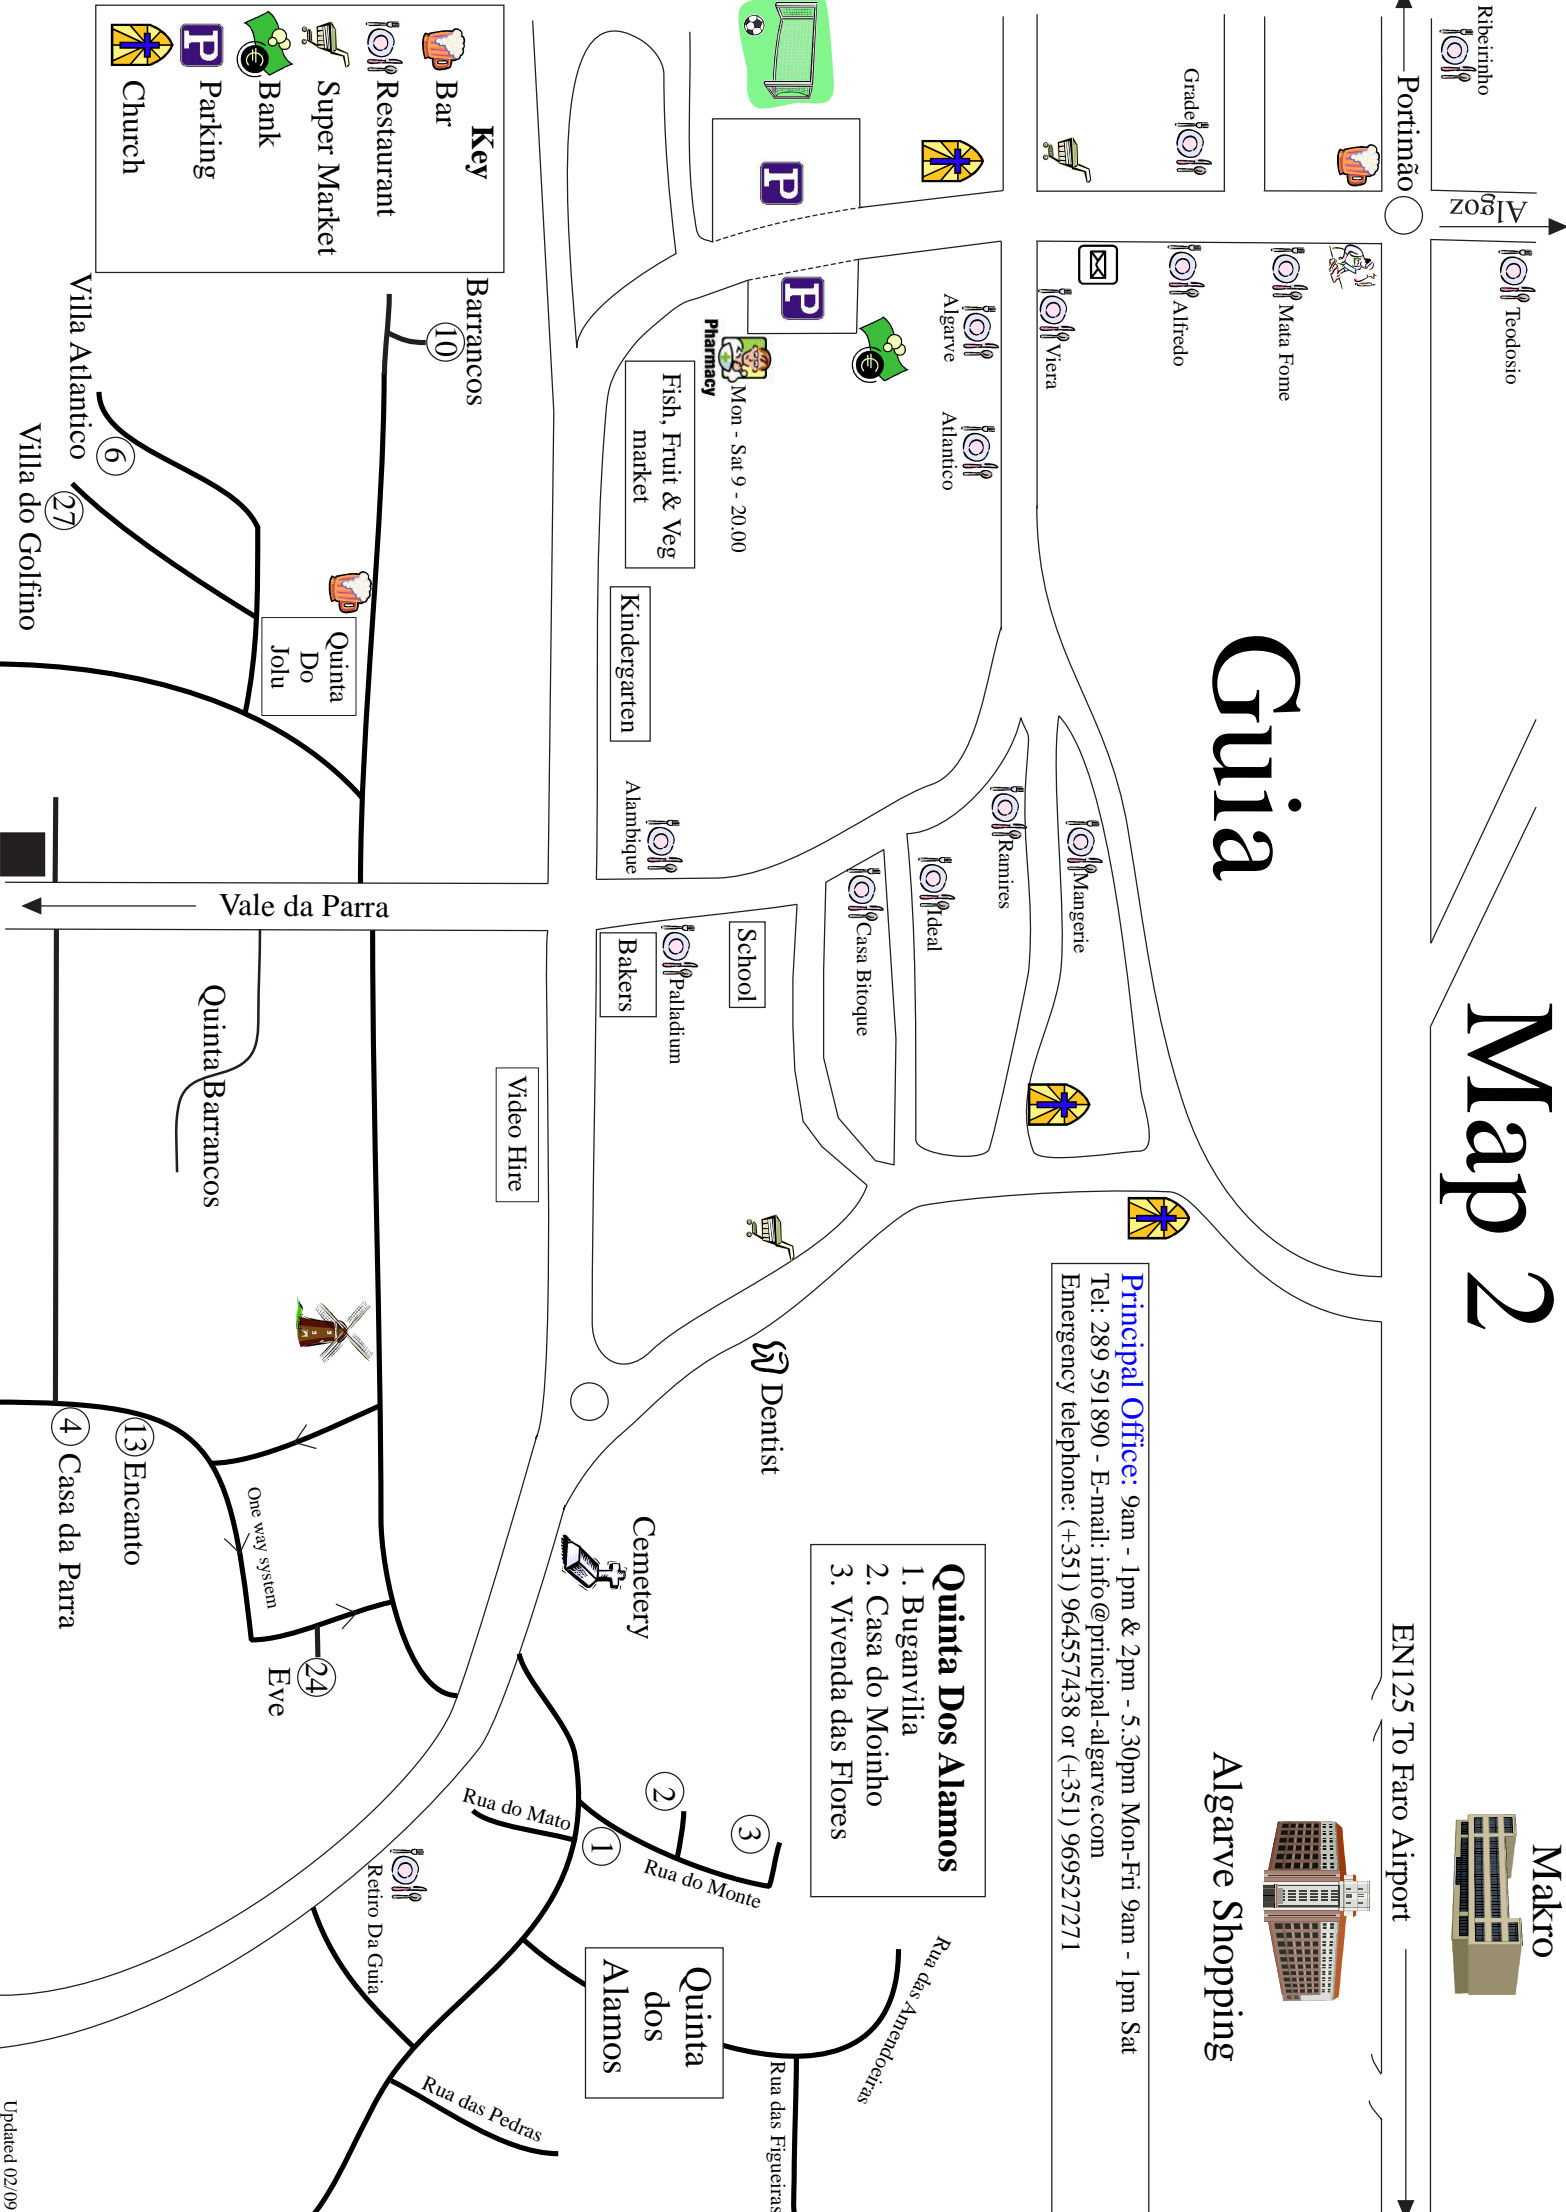 Map 2
Guia
Makro
Ribeirinho
Teodosio
Algoz
Portimão
EN125 To Faro Airport
Algarve Shopping
Grade
Mata Fome
Alfredo
Viera
Algarve
Atlantico
Ramires
Mangerie
Ideal
Casa Bitoque
Principal Office: 9am - 1pm & 2pm - 5.30pm Mon-Fri 9am - 1pm Sat
Tel: 289 591890 - E-mail: info@principal-algarve.com
Emergency telephone: (+351) 964557438 or (+351) 969527271
P
P
Pharmacy
Mon - Sat 9 - 20.00
Fish, Fruit & Veg
market
Kindergarten
Alambique
School
Palladium
Bakers
Video Hire
Dentist
Cemetery
Quinta Dos Alamos
1. Buganvilia
2. Casa do Moinho
3. Vivenda das Flores
3
2
1
Rua do Monte
Rua do Mato
Rua das Amendoeiras
Rua das Figueiras
Quinta
dos
Alamos
Rua das Pedras
Retiro Da Guia
Key
Bar
Restaurant
Super Market
Bank
P Parking
Church
Barrancos
10
Villa Atlantico
6
Villa do Golfino
27
Quinta
Do
Jolu
Vale da Parra
Quinta Barrancos
One way system
24
Eve
13 Encanto
4 Casa da Parra
Updated 02/09